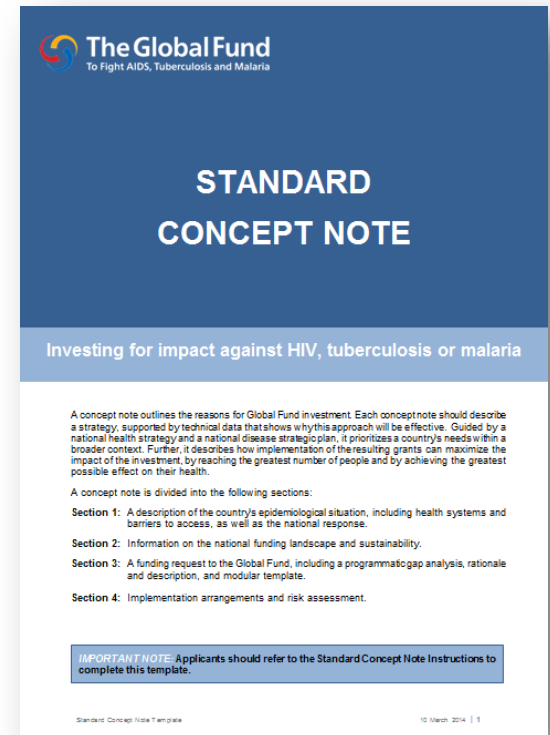 The Global Fund
To Fight AIDS, Tuberculosis and Malaria
STANDARD
CONCEPT NOTE
Investing for impact against HIV, tuberculosis or malaria
A concept note outlines the reasons for Global Fund investment. Each concept note should describe
a strategy, supported by technical data that shows why this approach will be effective. Guided by a
national health strategy and a national disease strategic plan, it prioritizes a country's needs within a
broader context. Further, it describes how implementation of the resulting grants can maximize the
impact of the investment, by reaching the greatest number of people and by achieving the greatest
possible effect on their health.
A concept note is divided into the following sections:
Section 1: A description of the country's epidemiological situation, including health systems and
barriers to access, as well as the national response.
Section 2: Information on the national funding landscape and sustainability.
Section 3: A funding request to the Global Fund, including a programmatic gap analysis, rationale
and description, and modular template.
Section 4: Implementation arrangements and risk assessment.
IMPORTANT NOTE: Applicants should refer to the Standard Concept Note Instructions to
complete this template.
Standard Concept Note Template 10 March 2014 | 1